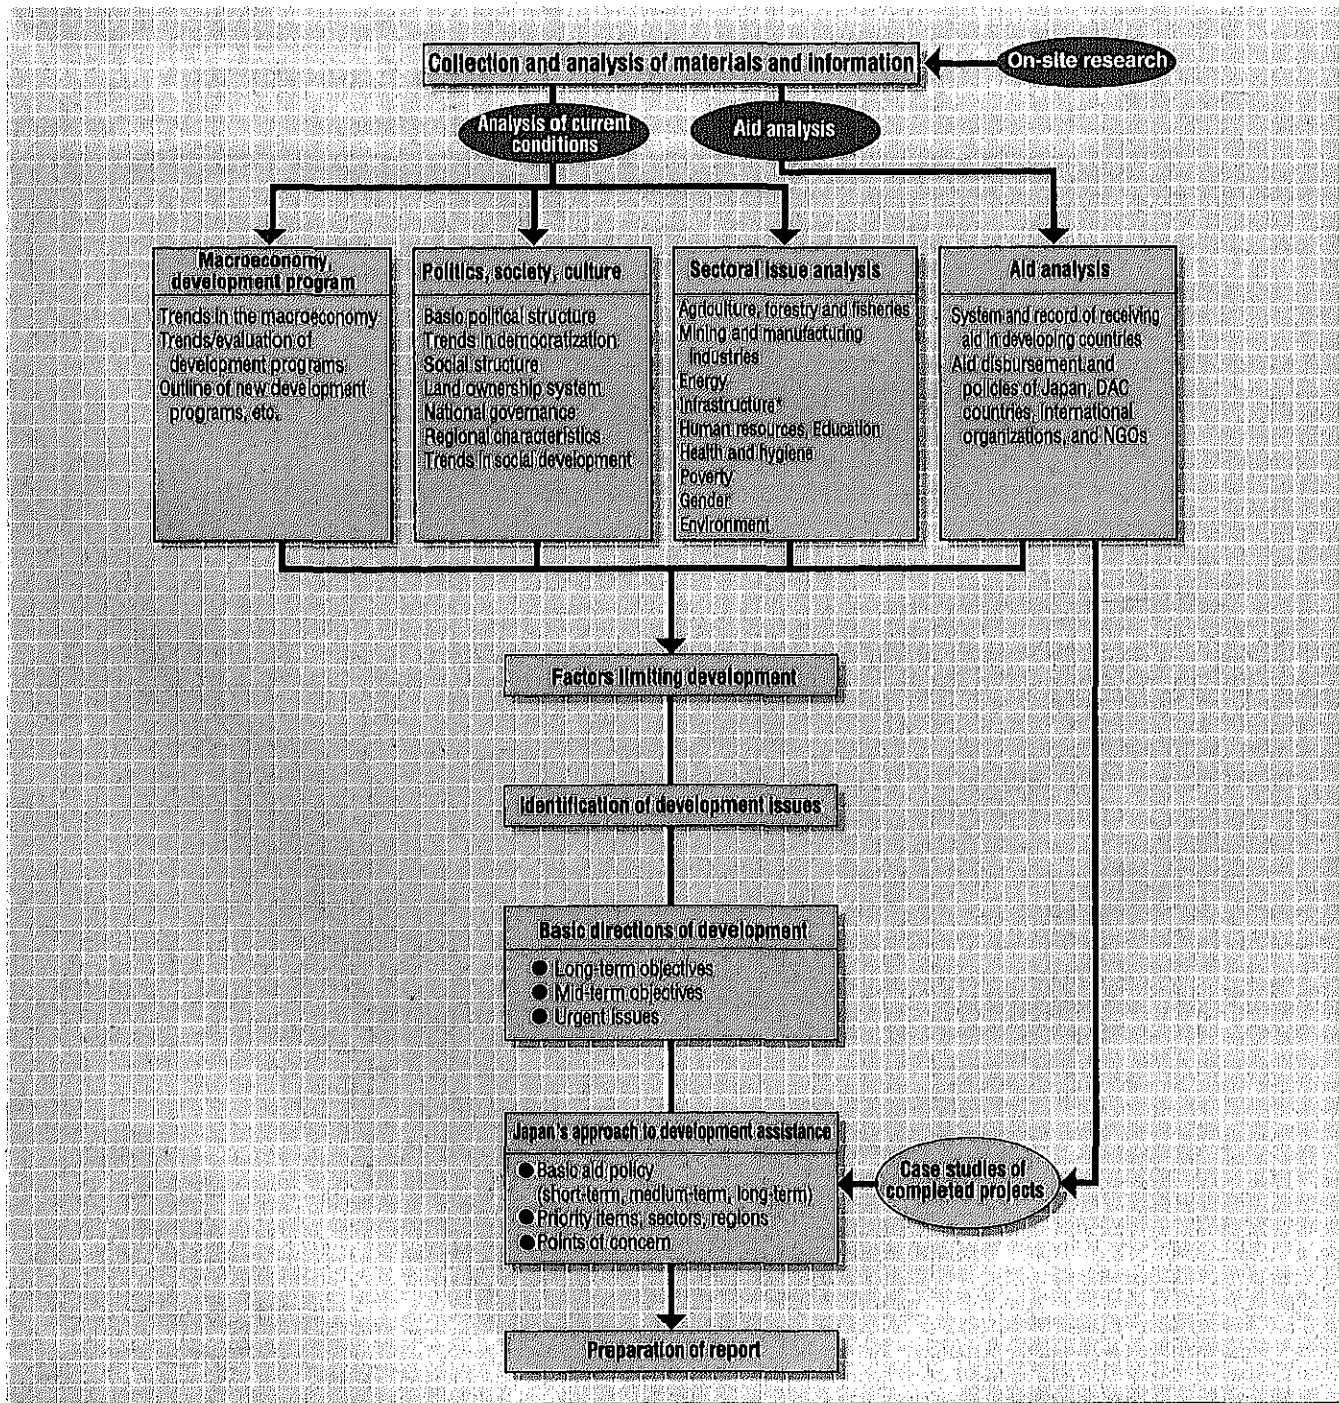 Collection and analysis of materials and information
On-site research
Analysis of current
conditions
Aid analysis
Macroeconomy,
development program
Trends in the macroeconomy
Trends/evaluation of
development programs
Outline of new development
programs, etc.
Politics, society, culture
Basic political structure
Trends in democratization
Social structure
Land ownership system
National governance
Regional characteristics
Trends in social development
Sectoral issue analysis
Agriculture, forestry and fisheries
Mining and manufacturing
industries
Energy
Infrastructure*
Human resources, Education
Health and hygiene
Poverty
Gender
Environment
Aid analysis
System and record of receiving
aid in developing countries
Aid disbursement and
policies of Japan, DAC
countries, International
organizations, and NGOs
Factors limiting development
Identification of development issues
Basic directions of development
● Long-term objectives
● Mid-term objectives
● Urgent issues
Japan's approach to development assistance
● Basic aid policy
(short-term, medium-term, long-term)
● Priority items, sectors, regions
● Points of concern
Case studies of
completed projects
Preparation of report